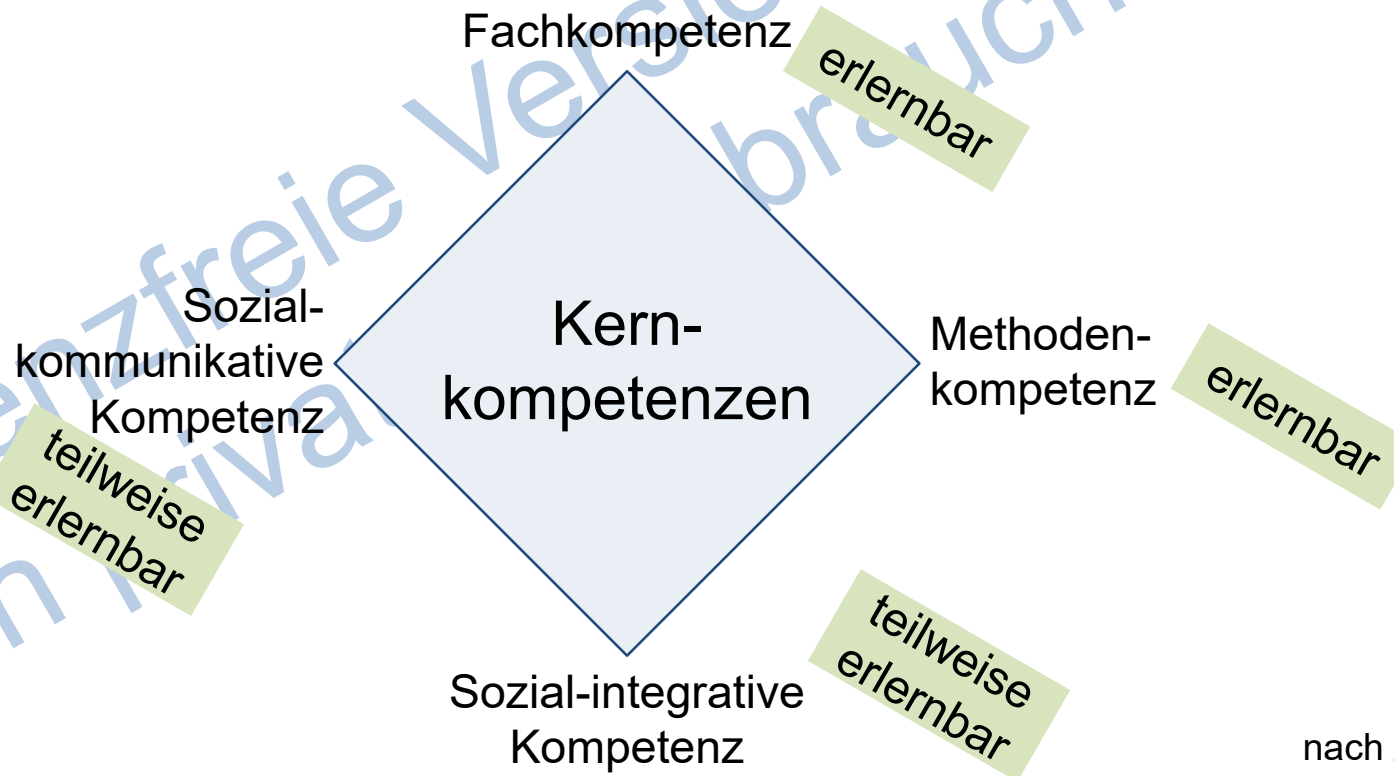 Fachkompetenz
erlernbar
Sozial-
kommunikative
Kompetenz
teilweise
erlernbar
Kern-
kompetenzen
Methoden-
kompetenz
erlernbar
Sozial-integrative
Kompetenz
teilweise
erlernbar
nach